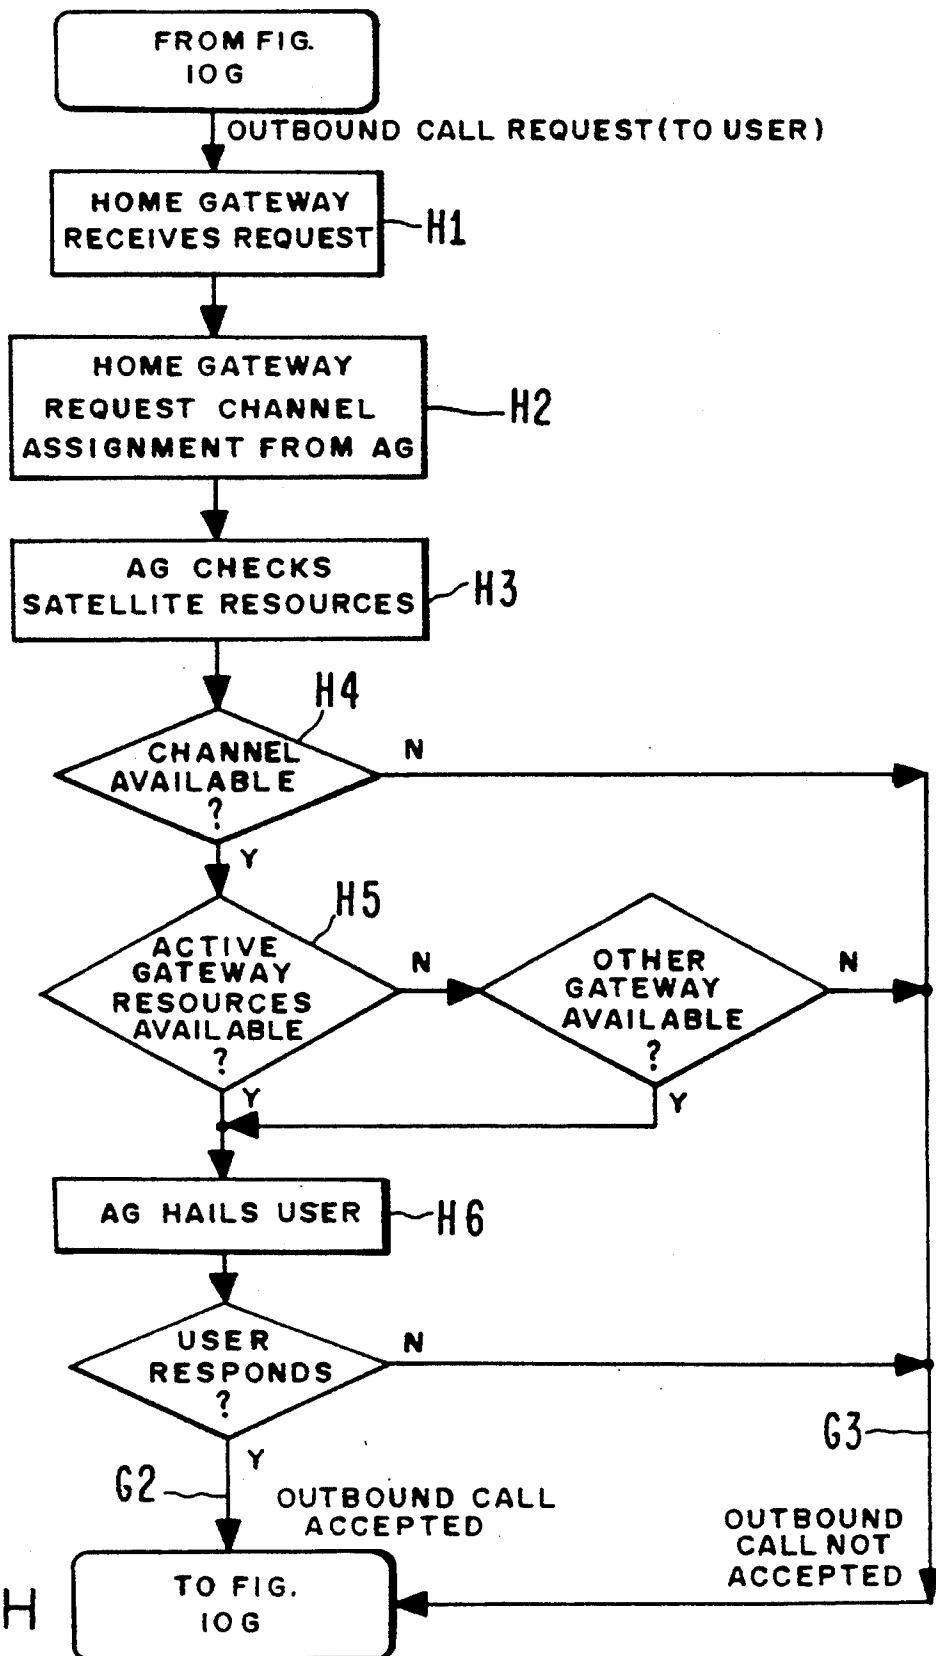 FROM FIG.
10G
OUTBOUND CALL REQUEST (TO USER)
HOME GATEWAY
RECEIVES REQUEST
H1
HOME GATEWAY
REQUEST CHANNEL
ASSIGNMENT FROM AG
H2
AG CHECKS
SATELLITE RESOURCES
H3
H4
CHANNEL
AVAILABLE
?
N
Y
H5
ACTIVE
GATEWAY
RESOURCES
AVAILABLE
?
N
Y
OTHER
GATEWAY
AVAILABLE
?
N
Y
AG HAILS USER
H6
USER
RESPONDS
?
N
Y
G3
G2
OUTBOUND CALL
ACCEPTED
OUTBOUND
CALL NOT
ACCEPTED
TO FIG.
10G
H